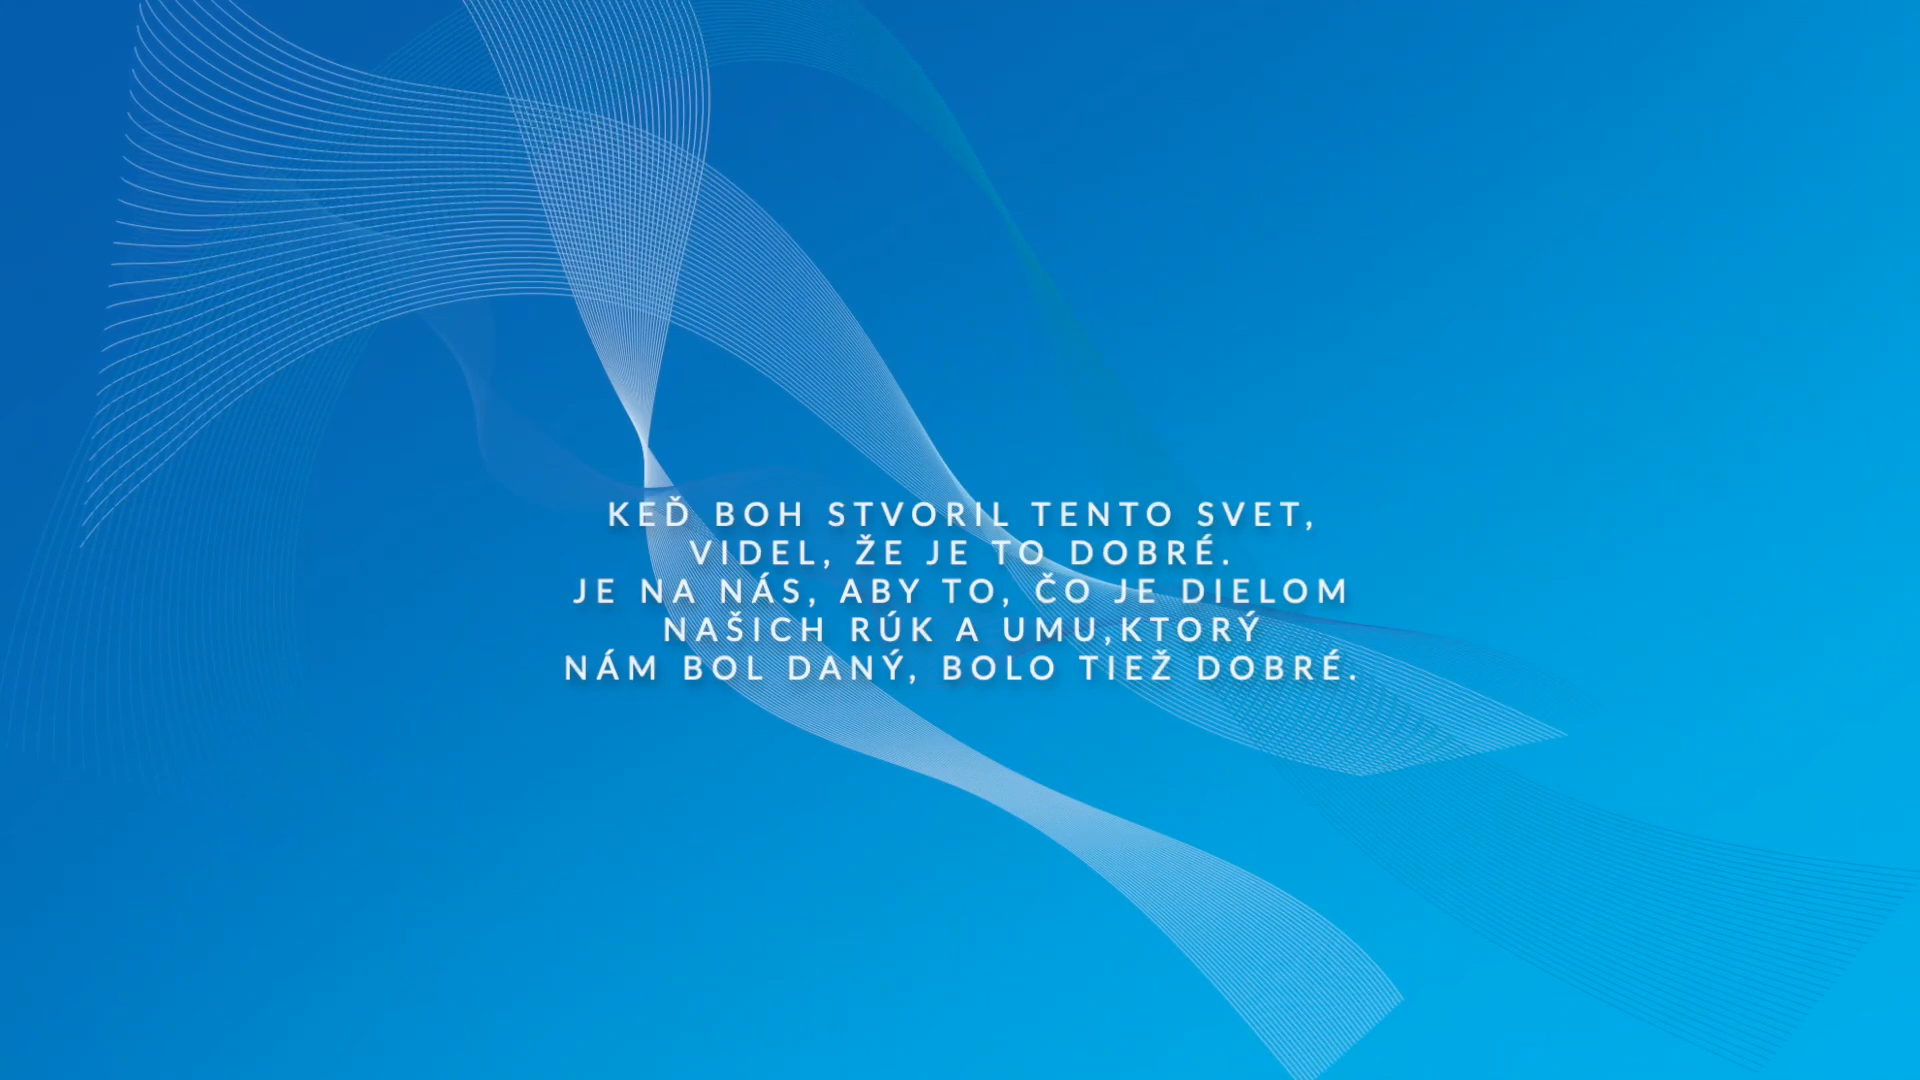 KEĎ BOH STVORIL TENTO SVET,
VIDEL, ŽE JE TO DOBRÉ.
JE NA NÁS, ABY TO, ČO JE DIELOM
NAŠICH RÚK A UMU,KTORÝ
NÁM BOL DANÝ, BOLO TIEŽ DOBRÉ.